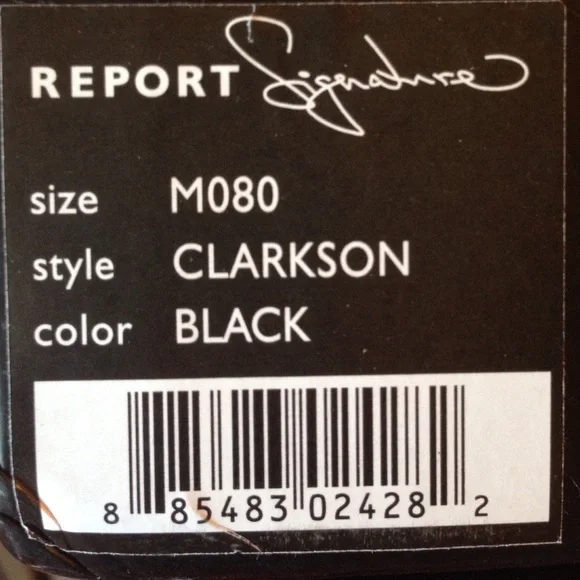 REPORT Signature
size M080
style CLARKSON
color BLACK
8 85483 02428 2